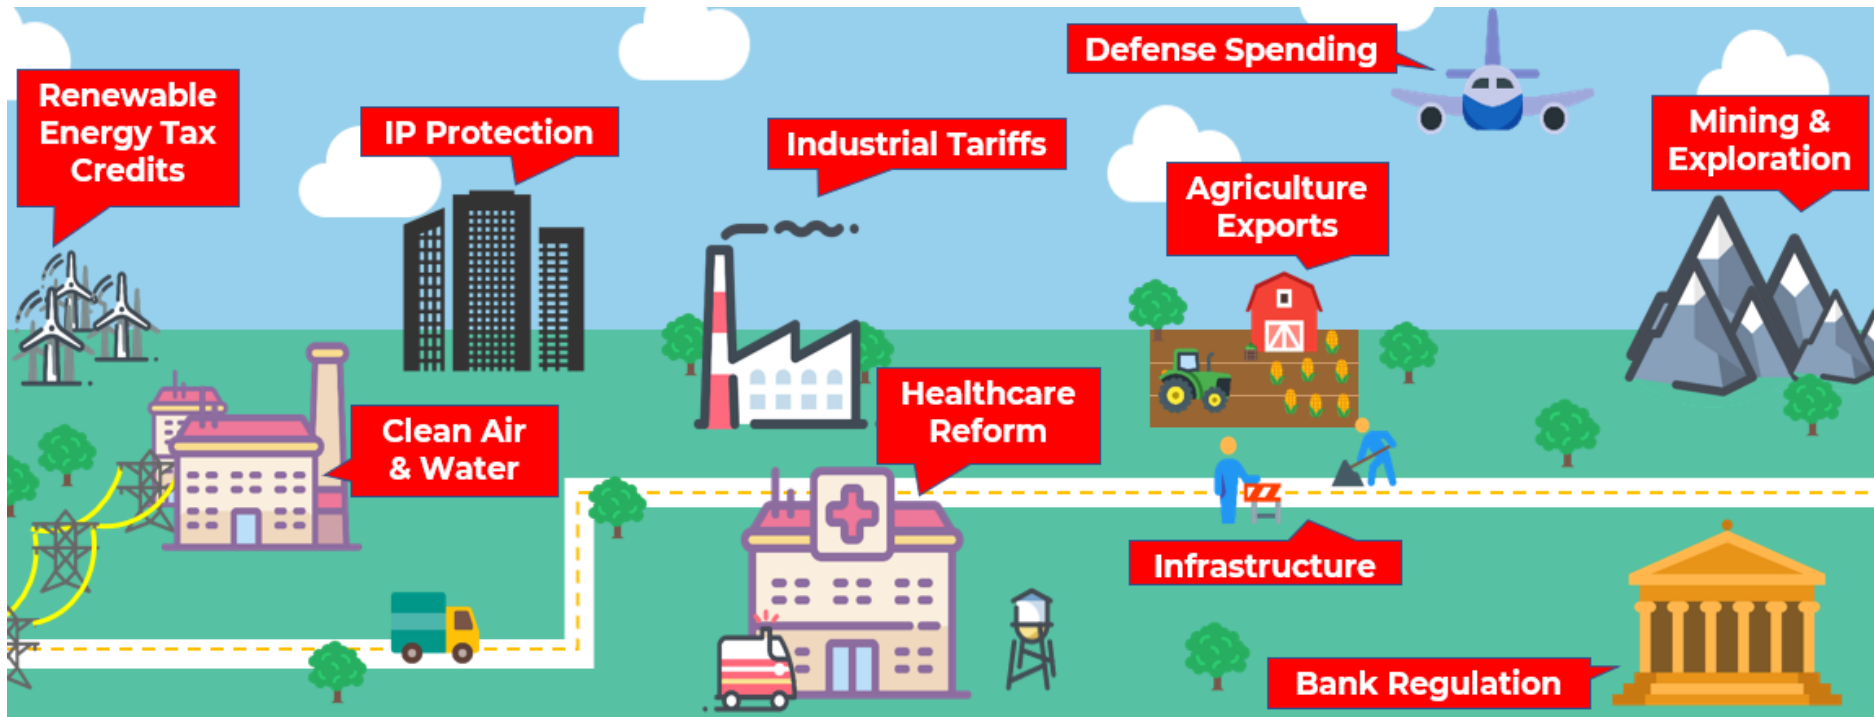 Defense Spending
Renewable
Energy Tax
Credits
IP Protection
Industrial Tariffs
Mining &
Exploration
Agriculture
Exports
Healthcare
Reform
Clean Air
& Water
Infrastructure
Bank Regulation